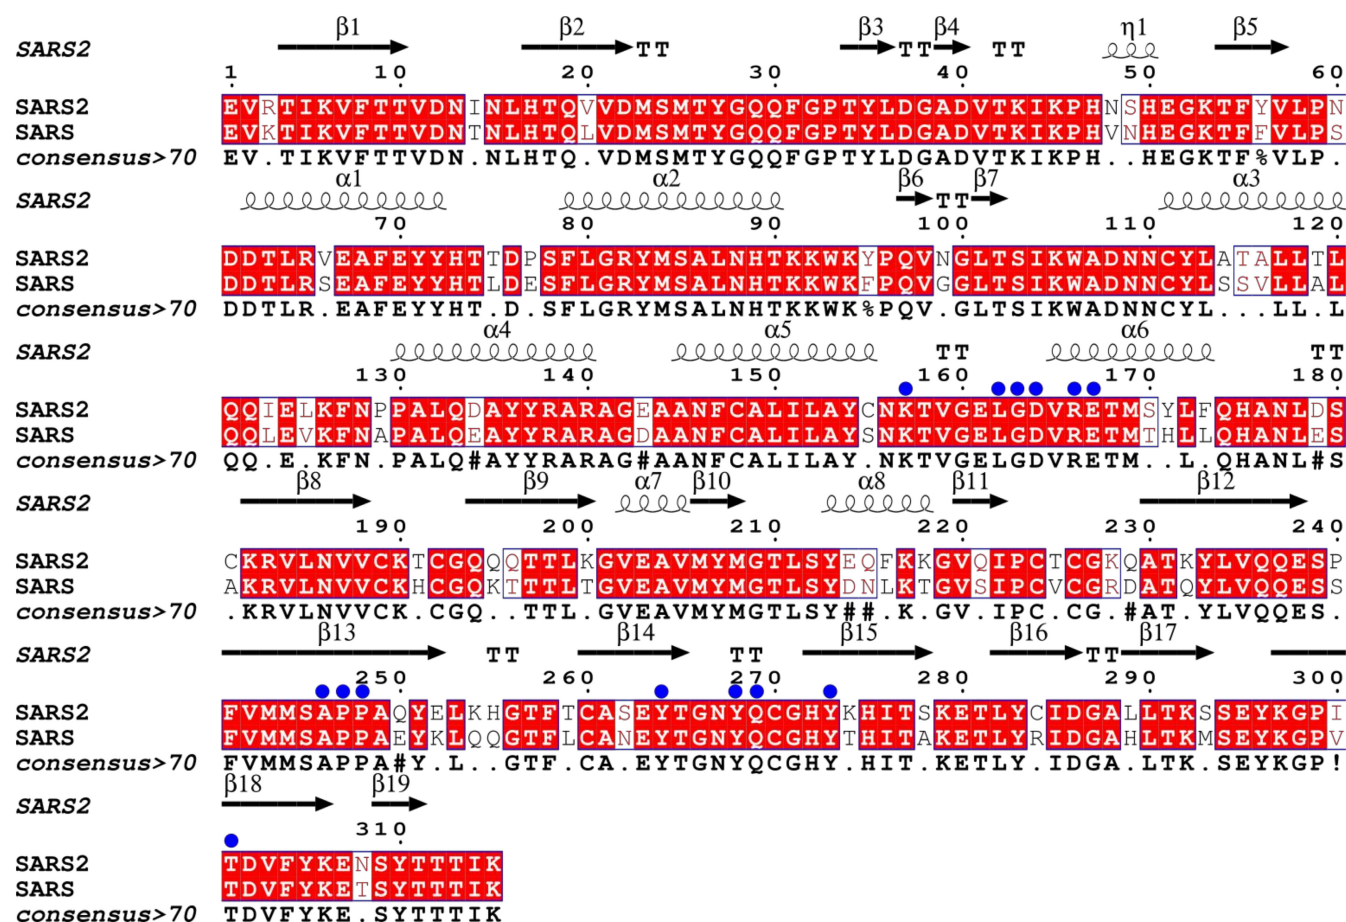 β1 β2 β3 β4 η1 β5
SARS2 TT TT TT
1 10 20 30 40 50 60
SARS2 EVRTIKVFTTVDNINLHTQVVDMSMTYGQQFGPTYLDGADVTKIKPHNSHEGKTFYVLPN
SARS EVKTIKVFTTVDNTNLHTQLVDMSMTYGQQFGPTYLDGADVTKIKPHVNHEGKTFFVLPS
consensus>70 EV.TIKVFTTVDN.NLHTQ.VDMSMTYGQQFGPTYLDGADVTKIKPH..HEGKTF%VLP.
α1 α2 β6 β7 α3
SARS2 TT
70 80 90 100 110 120
SARS2 DDTLRVEAFEYYHTTDPSFLGRYMSALNHTKKWKYPQVNGLTSIKWADNNCYLATALLTL
SARS DDTLRSEAFEYYHTLDESFLGRYMSALNHTKKWKFPQVGGLTSIKWADNNCYLSSVLLAL
consensus>70 DDTLR.EAFEYYHT.D.SFLGRYMSALNHTKKWK%PQV.GLTSIKWADNNCYL...LL.L
α4 α5 α6
SARS2 TT TT
130 140 150 160 170 180
SARS2 QQIELKFNPPALQDAYYRARAGEAANFCALILAYCNKTVGELGDVRETMSYLFQHANLDS
SARS QQLEVKFNAPALQEAYYRARAGDAANFCALILAYSNKTVGELGDVRETMTHLLQHANLES
consensus>70 QQ.E.KFN.PALQ#AYYRARAG#AANFCALILAY.NKTVGELGDVRETM..L.QHANL#S
β8 β9 α7 β10 α8 β11 β12
SARS2
190 200 210 220 230 240
SARS2 CKRVLNVVCKTCGQQQTTLKGVEAVMYMGTLSYEQFKKGVQIPCTCGKQATKYLVQQESP
SARS AKRVLNVVCKHCGQKTTTLTGVEAVMYMGTLSYDNLKTGVSIPCVCGRDATQYLVQQESS
consensus>70 .KRVLNVVCK.CGQ..TTL.GVEAVMYMGTLSY##.K.GV.IPC.CG.#AT.YLVQQES.
β13 β14 β15 β16 β17
SARS2 TT TT TT
250 260 270 280 290 300
SARS2 FVMMSAPPAQYELKHGTFTCASEYTGNYQCGHYKHITSKETLYCIDGALLTKSSEYKGPI
SARS FVMMSAPPAEYKLQQGTFLCANEYTGNYQCGHYTHITAKETLYRIDGAHLTKMSEYKGPV
consensus>70 FVMMSAPPA#Y.L..GTF.CA.EYTGNYQCGHY.HIT.KETLY.IDGA.LTK.SEYKGP!
β18 β19
SARS2
310
SARS2 TDVFYKENSYTTTIK
SARS TDVFYKETSYTTTIK
consensus>70 TDVFYKE.SYTTTIK